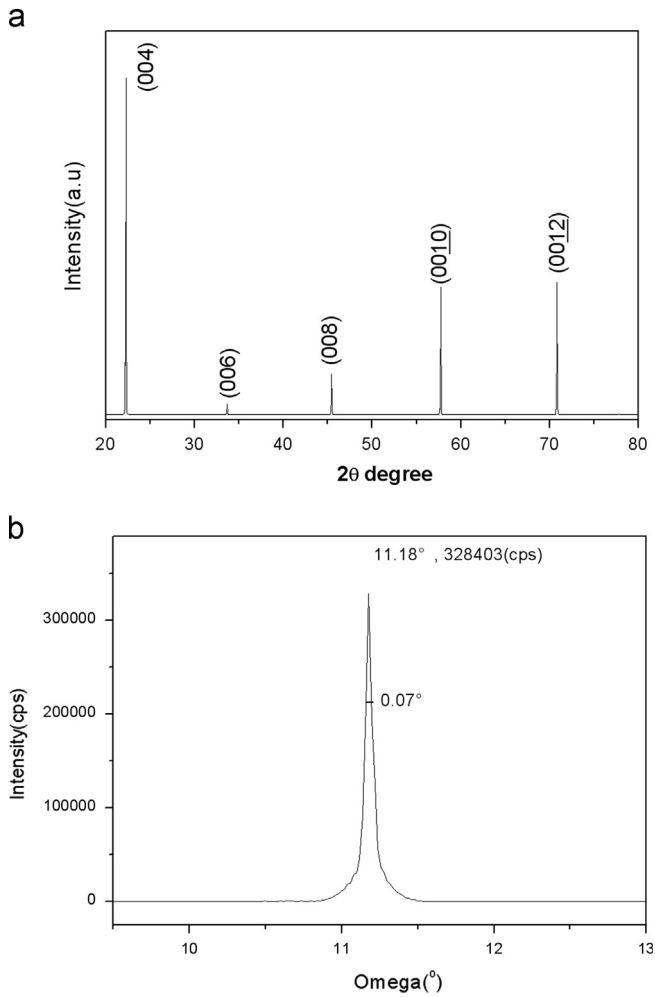 a
(004)
(006)
(008)
(0010)
(0012)
Intensity(a.u)
20 30 40 50 60 70 80
2θ degree
b
11.18° , 328403(cps)
0.07°
300000
200000
100000
0
Intensity(cps)
10 11 12 13
Omega(°)